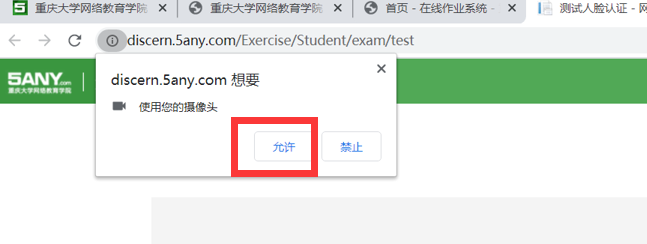 重庆大学网络教育学院
重庆大学网络教育学院
首页 - 在线作业系统 -
测试人脸认证 - 网
discern.5any.com/Exercise/Student/exam/test
5ANY.com
重庆大学网络教育学院
discern.5any.com 想要
使用您的摄像头
允许
禁止